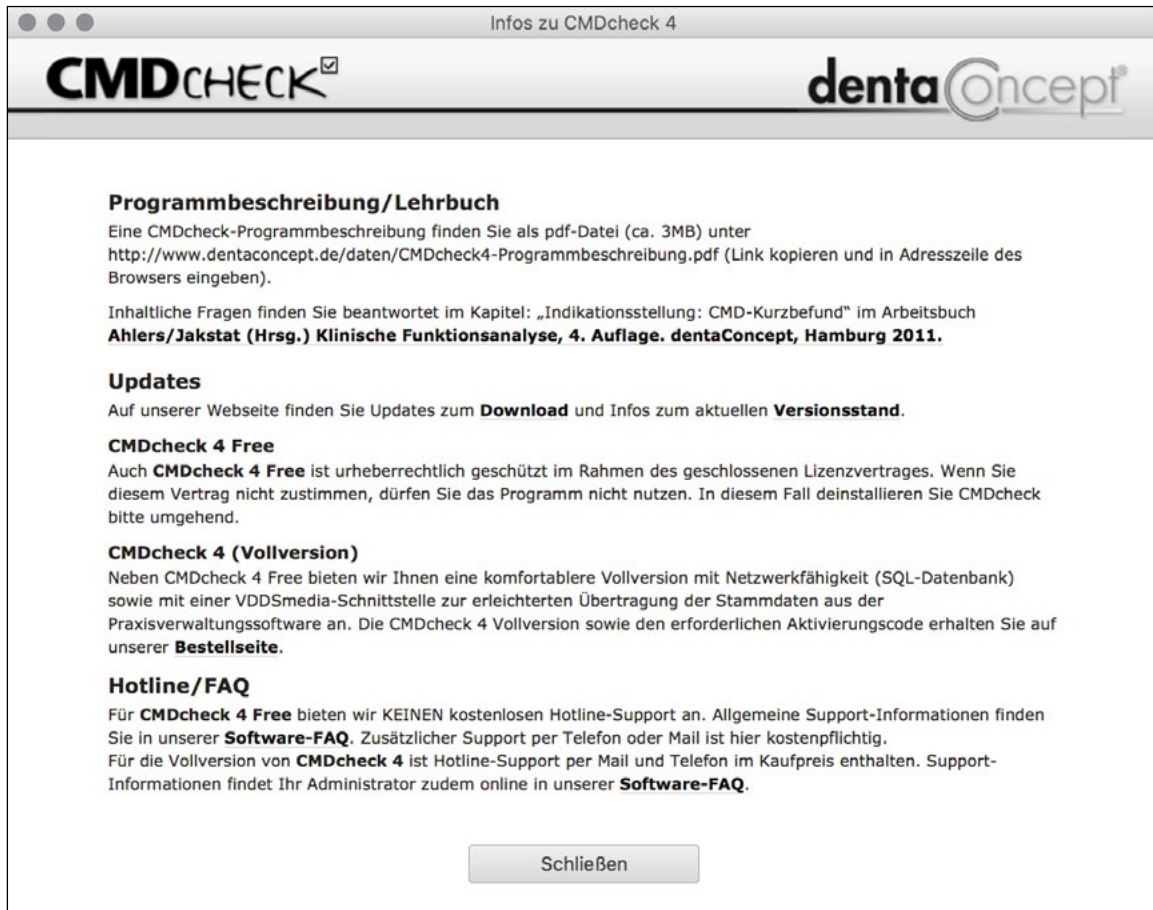 Infos zu CMDcheck 4
CMDCHECK
dentaConcept®
Programmbeschreibung/Lehrbuch
Eine CMDcheck-Programmbeschreibung finden Sie als pdf-Datei (ca. 3MB) unter
http://www.dentaconcept.de/daten/CMDcheck4-Programmbeschreibung.pdf (Link kopieren und in Adresszeile des
Browsers eingeben).
Inhaltliche Fragen finden Sie beantwortet im Kapitel: „Indikationsstellung: CMD-Kurzbefund“ im Arbeitsbuch
Ahlers/Jakstat (Hrsg.) Klinische Funktionsanalyse, 4. Auflage. dentaConcept, Hamburg 2011.
Updates
Auf unserer Webseite finden Sie Updates zum Download und Infos zum aktuellen Versionsstand.
CMDcheck 4 Free
Auch CMDcheck 4 Free ist urheberrechtlich geschützt im Rahmen des geschlossenen Lizenzvertrages. Wenn Sie
diesem Vertrag nicht zustimmen, dürfen Sie das Programm nicht nutzen. In diesem Fall deinstallieren Sie CMDcheck
bitte umgehend.
CMDcheck 4 (Vollversion)
Neben CMDcheck 4 Free bieten wir Ihnen eine komfortablere Vollversion mit Netzwerkfähigkeit (SQL-Datenbank)
sowie mit einer VDDSmedia-Schnittstelle zur erleichterten Übertragung der Stammdaten aus der
Praxisverwaltungssoftware an. Die CMDcheck 4 Vollversion sowie den erforderlichen Aktivierungscode erhalten Sie auf
unserer Bestellseite.
Hotline/FAQ
Für CMDcheck 4 Free bieten wir KEINEN kostenlosen Hotline-Support an. Allgemeine Support-Informationen finden
Sie in unserer Software-FAQ. Zusätzlicher Support per Telefon oder Mail ist hier kostenpflichtig.
Für die Vollversion von CMDcheck 4 ist Hotline-Support per Mail und Telefon im Kaufpreis enthalten. Support-
Informationen findet Ihr Administrator zudem online in unserer Software-FAQ.
Schließen